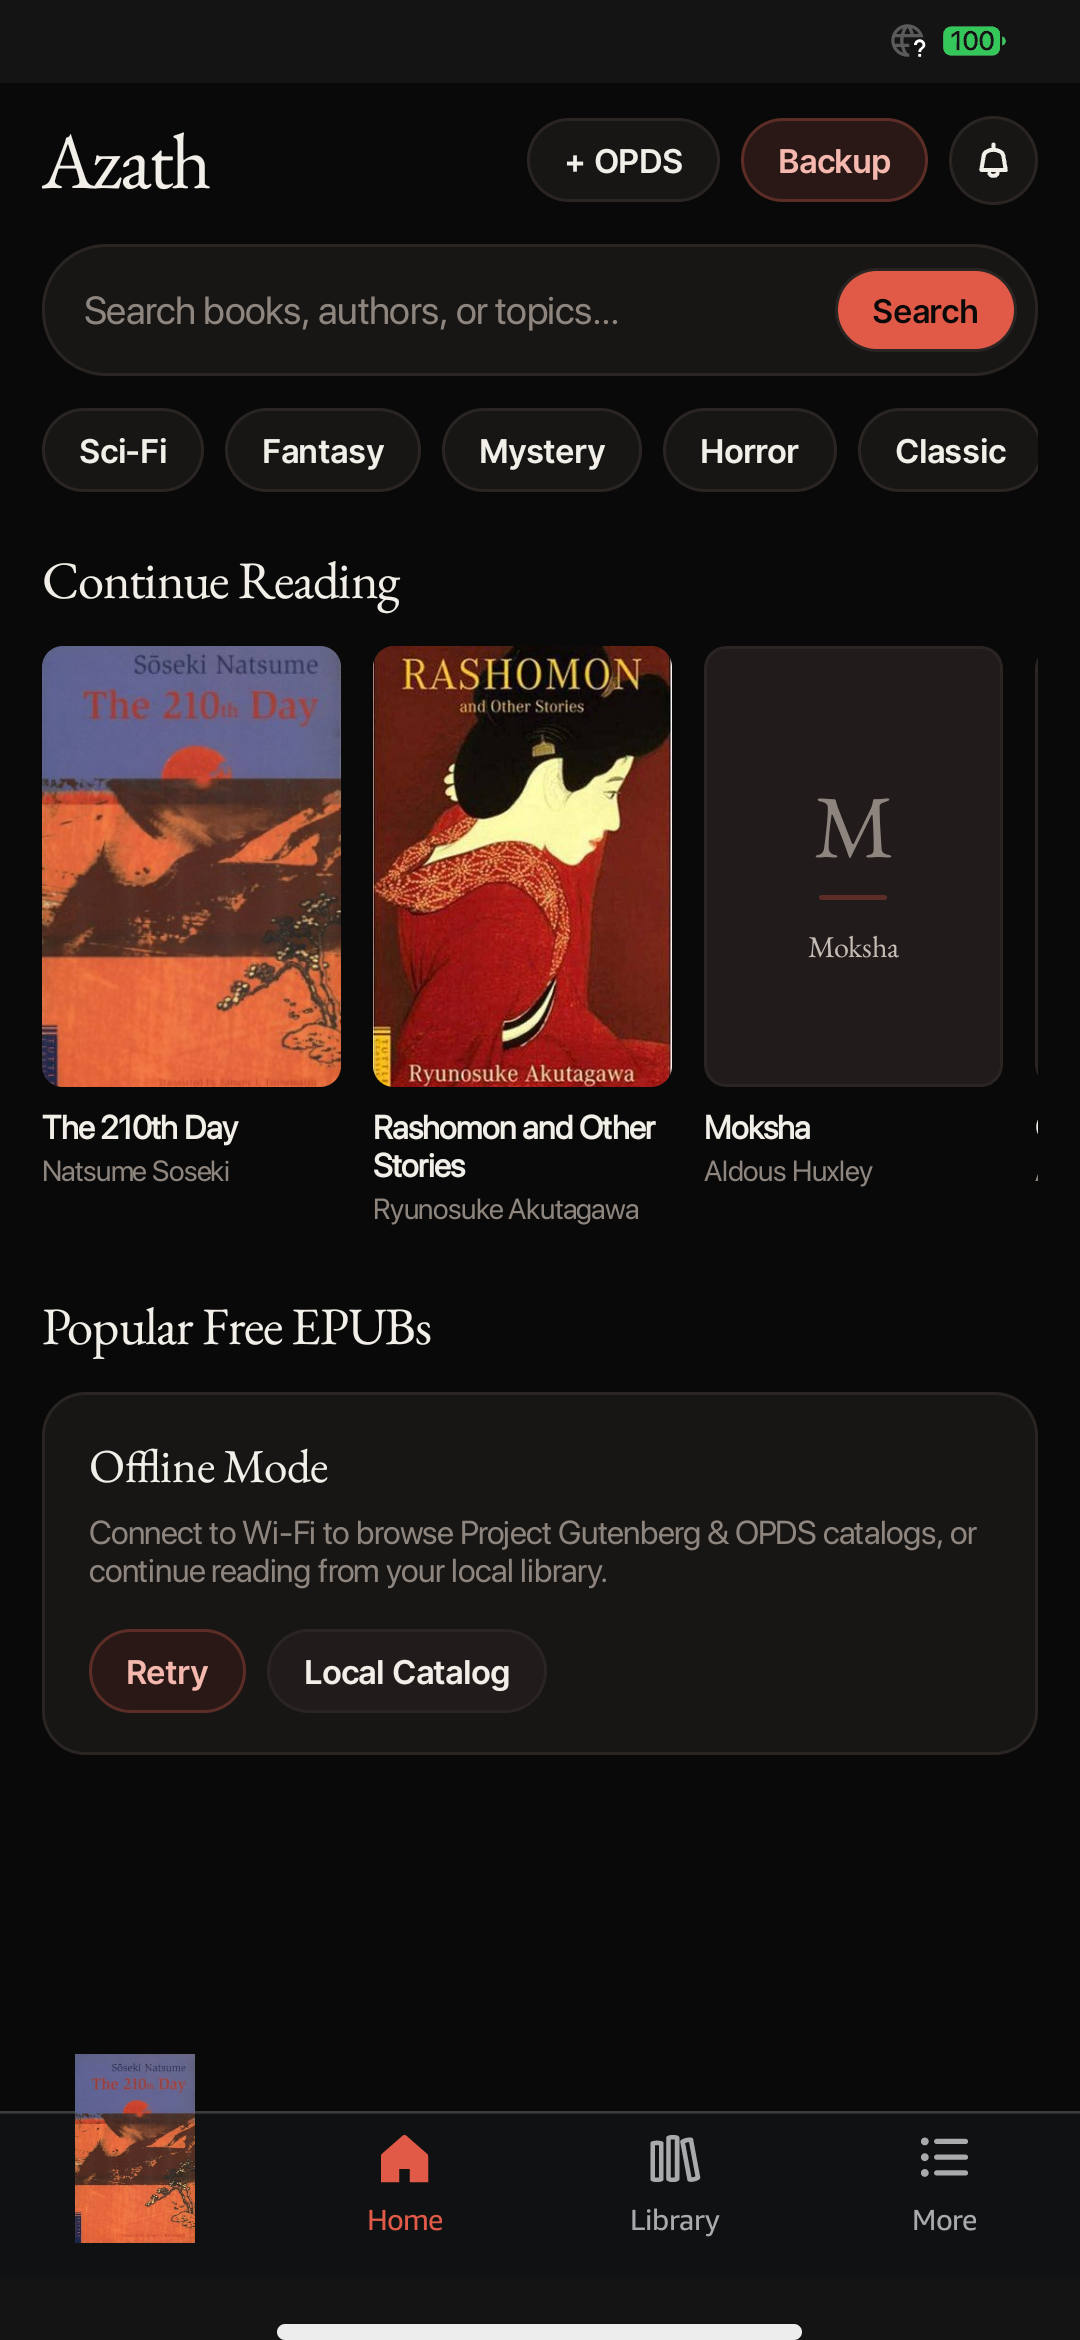 100
Azath
+ OPDS
Backup
Search books, authors, or topics...
Search
Sci-Fi
Fantasy
Mystery
Horror
Classic
Continue Reading
Sōseki Natsume
The 210th Day
RASHOMON
and Other Stories
Ryunosuke Akutagawa
M
Moksha
The 210th Day
Natsume Soseki
Rashomon and Other
Stories
Ryunosuke Akutagawa
Moksha
Aldous Huxley
Popular Free EPUBs
Offline Mode
Connect to Wi-Fi to browse Project Gutenberg & OPDS catalogs, or
continue reading from your local library.
Retry
Local Catalog
Sōseki Natsume
The 210th Day
Home
Library
More